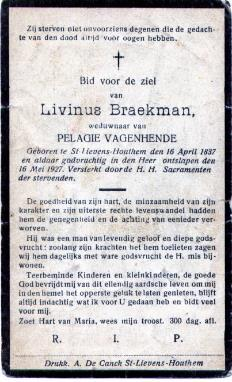 Zij sterven niet onvoorziens degenen die de gedachte
van den dood altijd voor oogen hebben.
Bid voor de ziel
van
Livinus Braekman,
weduwnaar van
PELAGIE VAGENHENDE
Geboren te St-Lievens-Houthem den 16 April 1837
en aldaar godvruchtig in den Heer ontslapen den
16 Mei 1927. Versterkt door de H. H. Sacramenten
der stervenden.
De goedheid van zijn hart, de minzaamheid van zijn
karakter en zijn uiterste rechte levenswandel hadden
hem de genegenheid en de achting van eenieder ver-
worven.
Hij was een man van levendig geloof en diepe gods-
vrucht: zoolang zijn krachten het hem toelieten zagen
wij hem dagelijks met ware godsvrucht de H. mis bij-
wonen.
Teerbeminde Kinderen en kleinkinderen, de goede
God bevrijdt mij van dit ellendig aardsche leven om mij
in den hemel het opperste geluk te laten genieten, blijft
altijd indachtig wat ik voor U gedaan heb en bidt veel
voor mij.
Zoet Hart van Maria, wees mijn troost. 300 dag. afl.
R. I. P.
Drukk. A. De Canck St-Lievens-Houthem